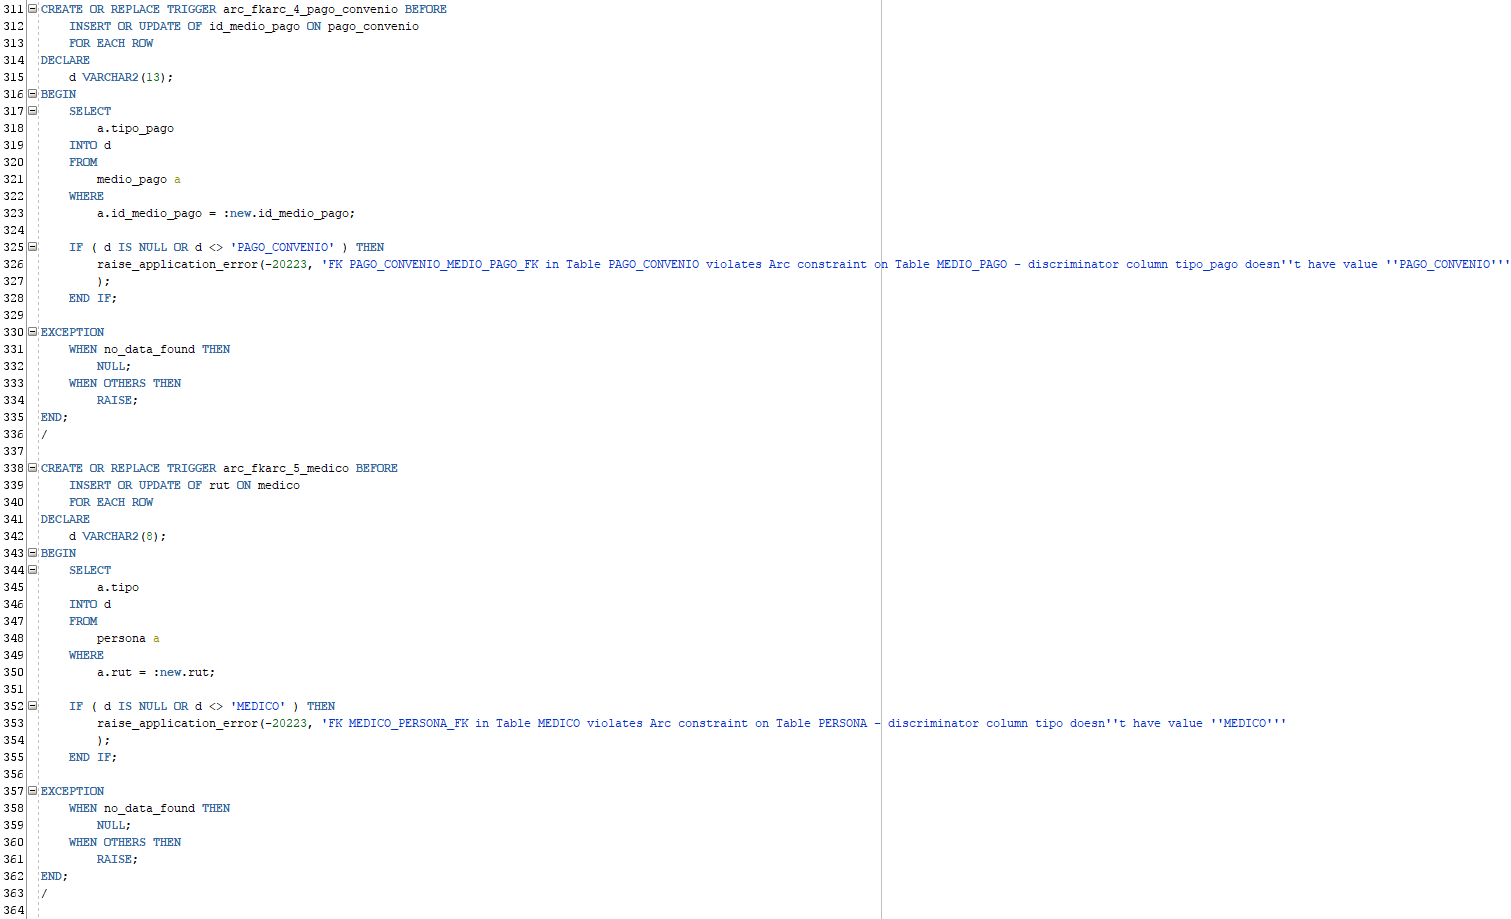 311 CREATE OR REPLACE TRIGGER arc_fkarc_4_pago_convenio BEFORE
312     INSERT OR UPDATE OF id_medio_pago ON pago_convenio
313     FOR EACH ROW
314 DECLARE
315     d VARCHAR2(13);
316 BEGIN
317     SELECT
318         a.tipo_pago
319     INTO d
320     FROM
321         medio_pago a
322     WHERE
323         a.id_medio_pago = :new.id_medio_pago;
324
325     IF ( d IS NULL OR d <> 'PAGO_CONVENIO' ) THEN
326         raise_application_error(-20223, 'FK PAGO_CONVENIO_MEDIO_PAGO_FK in Table PAGO_CONVENIO violates Arc constraint on Table MEDIO_PAGO - discriminator column tipo_pago doesn''t have value ''PAGO_CONVENIO'''
327         );
328     END IF;
329
330 EXCEPTION
331     WHEN no_data_found THEN
332         NULL;
333     WHEN OTHERS THEN
334         RAISE;
335 END;
336 /
337
338 CREATE OR REPLACE TRIGGER arc_fkarc_5_medico BEFORE
339     INSERT OR UPDATE OF rut ON medico
340     FOR EACH ROW
341 DECLARE
342     d VARCHAR2(8);
343 BEGIN
344     SELECT
345         a.tipo
346     INTO d
347     FROM
348         persona a
349     WHERE
350         a.rut = :new.rut;
351
352     IF ( d IS NULL OR d <> 'MEDICO' ) THEN
353         raise_application_error(-20223, 'FK MEDICO_PERSONA_FK in Table MEDICO violates Arc constraint on Table PERSONA - discriminator column tipo doesn''t have value ''MEDICO'''
354         );
355     END IF;
356
357 EXCEPTION
358     WHEN no_data_found THEN
359         NULL;
360     WHEN OTHERS THEN
361         RAISE;
362 END;
363 /
364